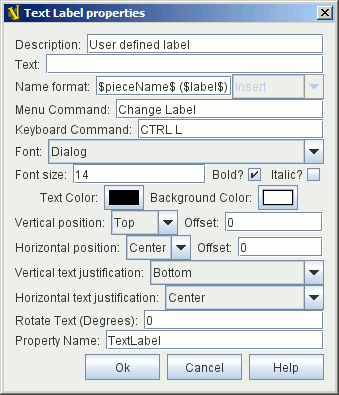 Text Label properties
Description: User defined label
Text:
Name format: $pieceName$ ($label$) Insert
Menu Command: Change Label
Keyboard Command: CTRL L
Font: Dialog
Font size: 14 Bold? Italic?
Text Color: Background Color:
Vertical position: Top Offset: 0
Horizontal position: Center Offset: 0
Vertical text justification: Bottom
Horizontal text justification: Center
Rotate Text (Degrees): 0
Property Name: TextLabel
Ok Cancel Help